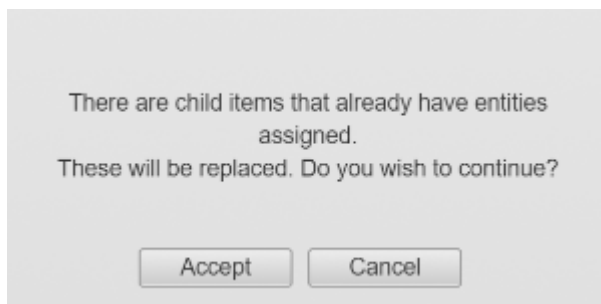 There are child items that already have entities
assigned.
These will be replaced. Do you wish to continue?
Accept
Cancel